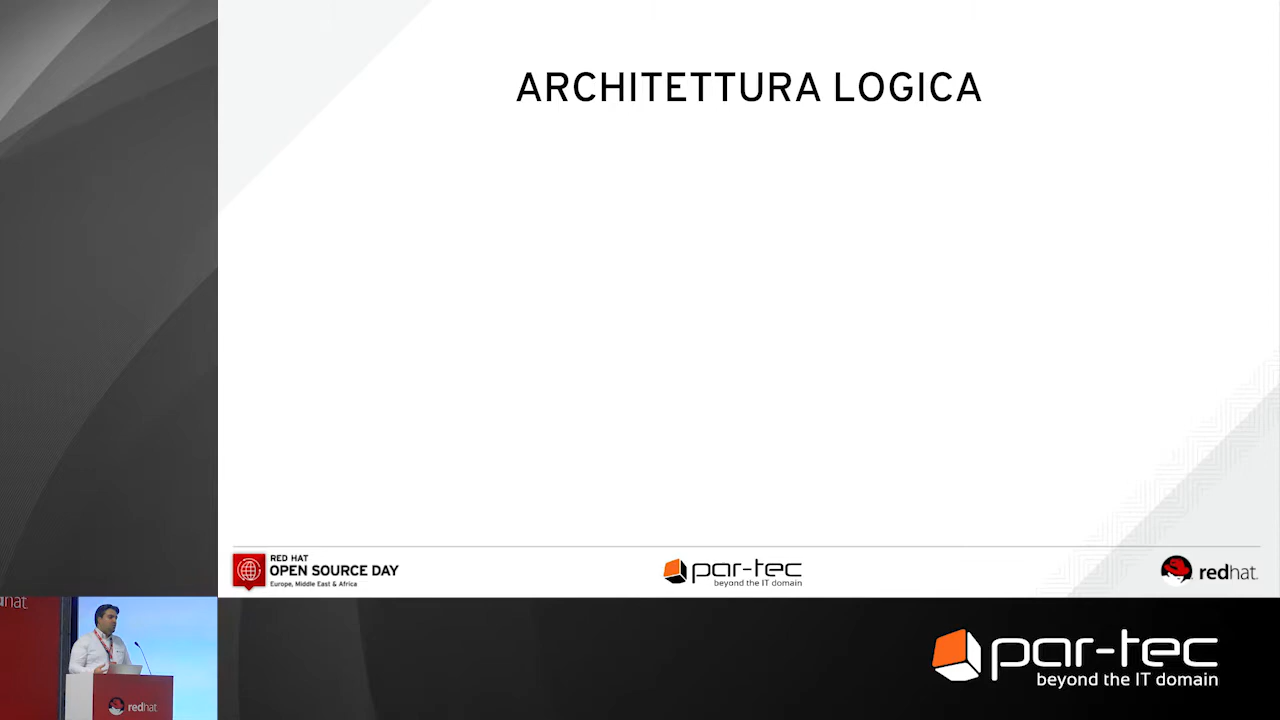 ARCHITETTURA LOGICA
RED HAT
OPEN SOURCE DAY
Europe, Middle East & Africa
par-tec
beyond the IT domain
redhat.
hat
redhat
par-tec
beyond the IT domain